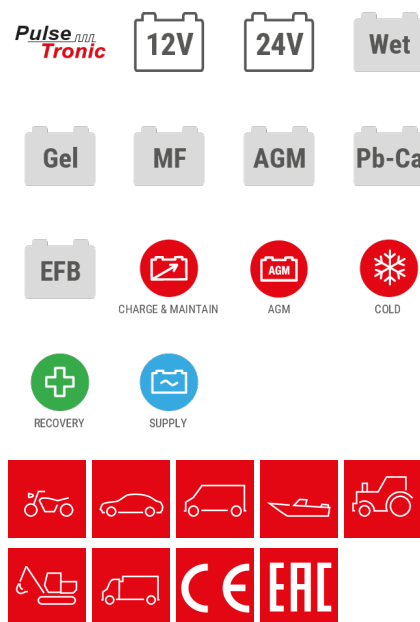 Pulse
Tronic
12V
24V
Wet
Gel
MF
AGM
Pb-Ca
EFB
AGM
CHARGE & MAINTAIN
AGM
COLD
RECOVERY
SUPPLY
CE
EAC